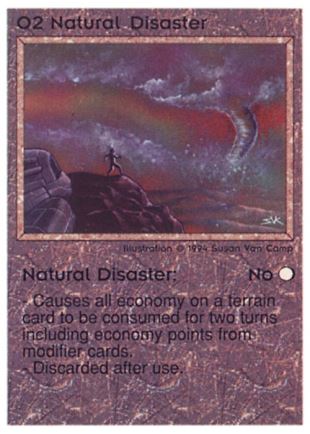 O2 Natural Disaster
SVK
Illustration © 1994 Susan Van Camp
Natural Disaster: No
- Causes all economy on a terrain
card to be consumed for two turns
including economy points from
modifier cards.
- Discarded after use.